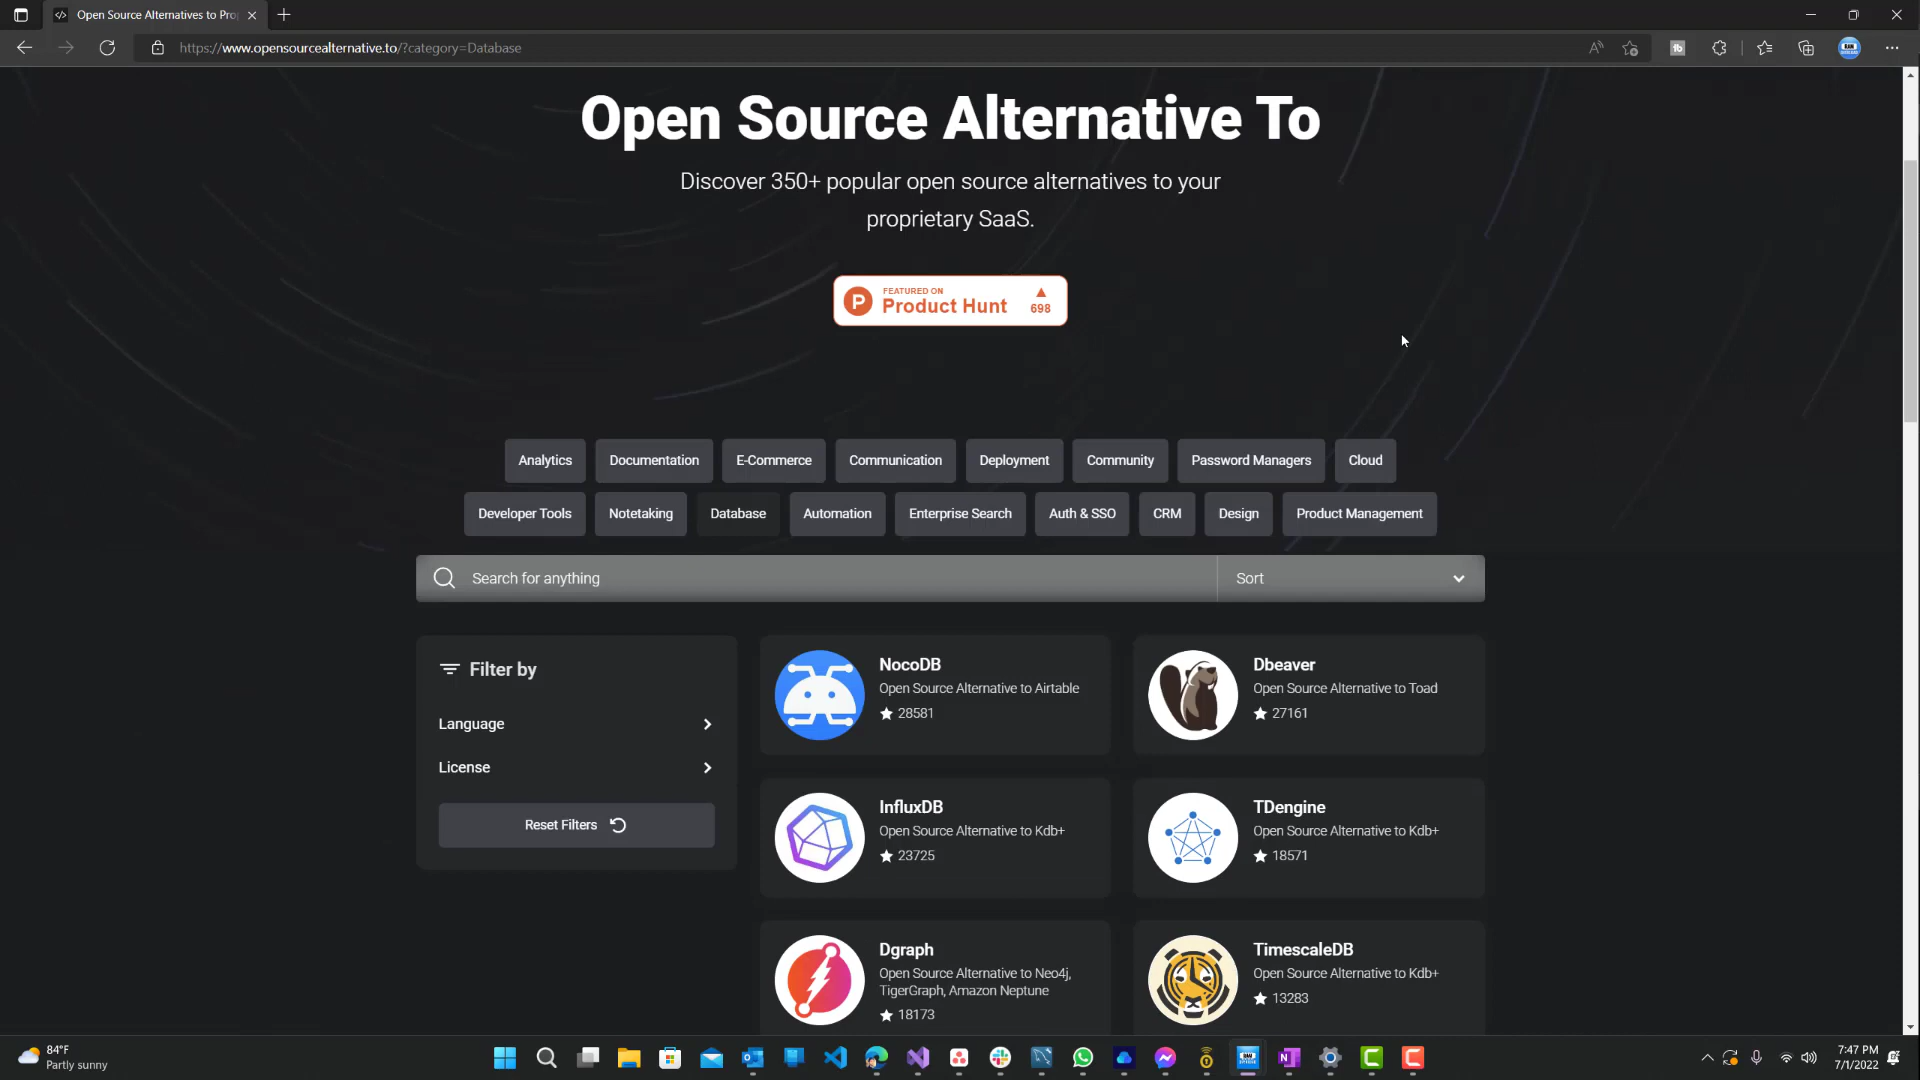 Open Source Alternatives to Pro
https://www.opensourcealternative.to/?category=Database
Open Source Alternative To
Discover 350+ popular open source alternatives to your
proprietary SaaS.
FEATURED ON
Product Hunt
698
Analytics
Documentation
E-Commerce
Communication
Deployment
Community
Password Managers
Cloud
Developer Tools
Notetaking
Database
Automation
Enterprise Search
Auth & SSO
CRM
Design
Product Management
Search for anything
Sort
Filter by
Language
License
Reset Filters
NocoDB
Open Source Alternative to Airtable
28581
Dbeaver
Open Source Alternative to Toad
27161
InfluxDB
Open Source Alternative to Kdb+
23725
TDengine
Open Source Alternative to Kdb+
18571
Dgraph
Open Source Alternative to Neo4j,
TigerGraph, Amazon Neptune
18173
TimescaleDB
Open Source Alternative to Kdb+
13283
84°F
Partly sunny
7:47 PM
7/1/2022